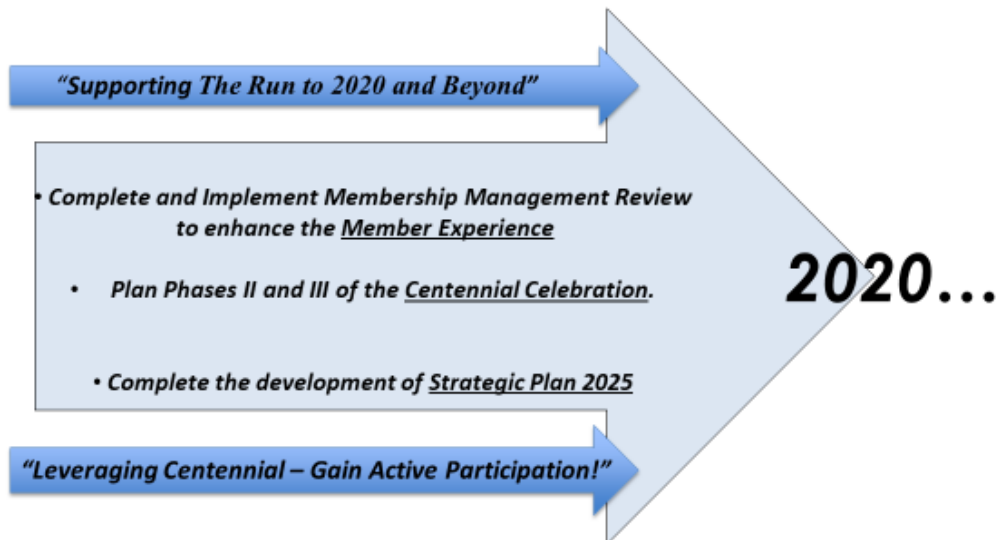 “Supporting The Run to 2020 and Beyond”
• Complete and Implement Membership Management Review
to enhance the Member Experience
• Plan Phases II and III of the Centennial Celebration.
2020...
• Complete the development of Strategic Plan 2025
“Leveraging Centennial – Gain Active Participation!”